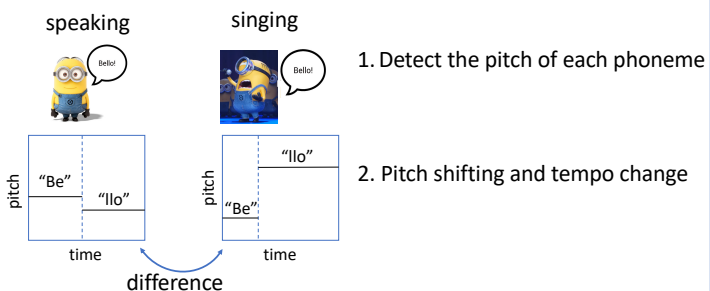 speaking
singing
Bello!
Bello!
1. Detect the pitch of each phoneme
pitch
“Be”
“llo”
time
pitch
“Be”
“llo”
time
2. Pitch shifting and tempo change
difference